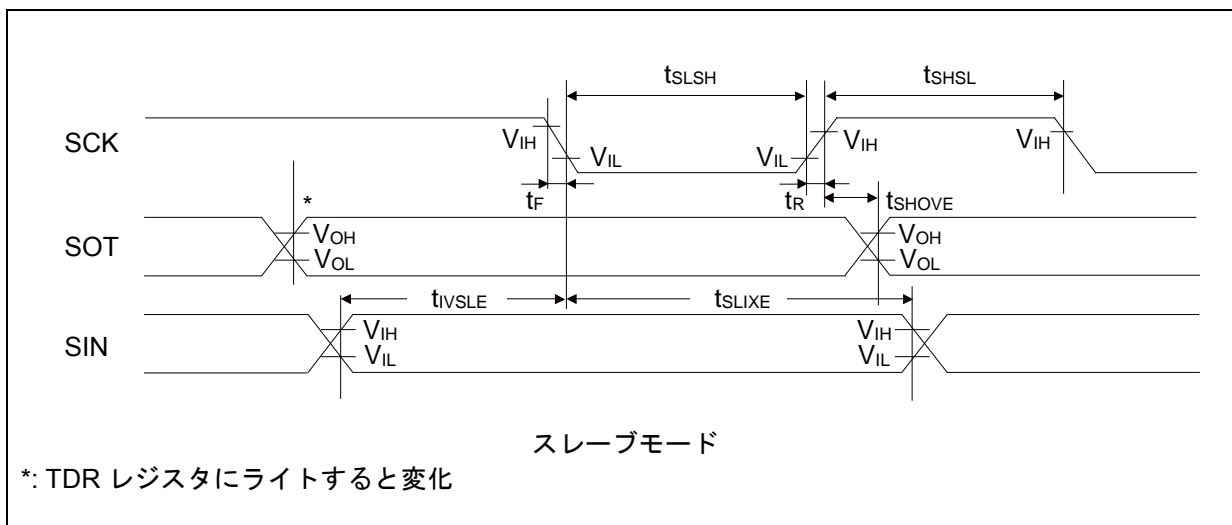 tSLSH tSHSL
SCK VIH VIL VIL VIH VIH
tF tR tSHOVE
*
SOT VOH VOH
VOL VOL
tIVSLE tSLIXE
SIN VIH VIH
VIL VIL
スレーブモード
*: TDR レジスタにライトすると変化